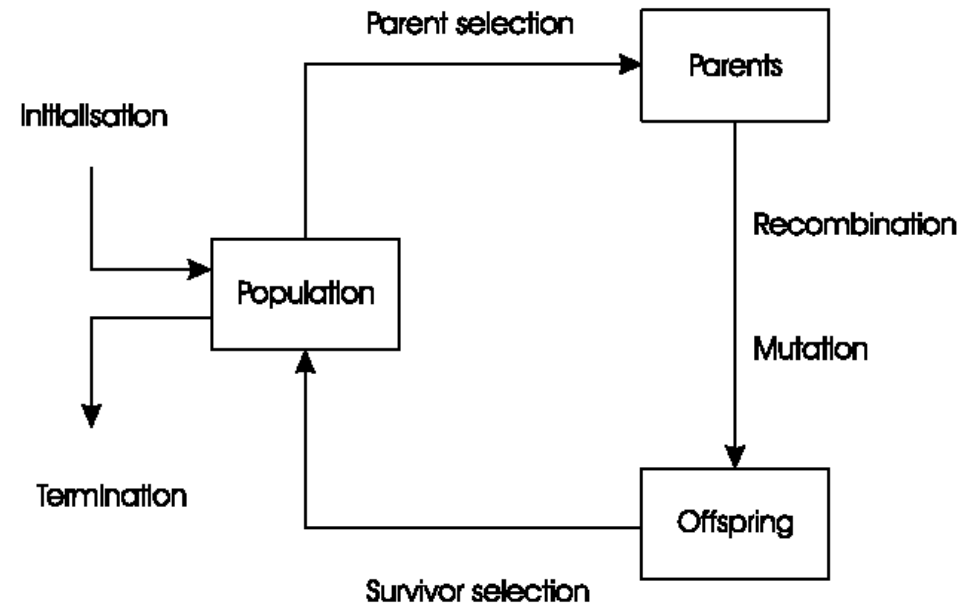 Parent selection
Parents
Initialisation
Recombination
Population
Mutation
Termination
Offspring
Survivor selection